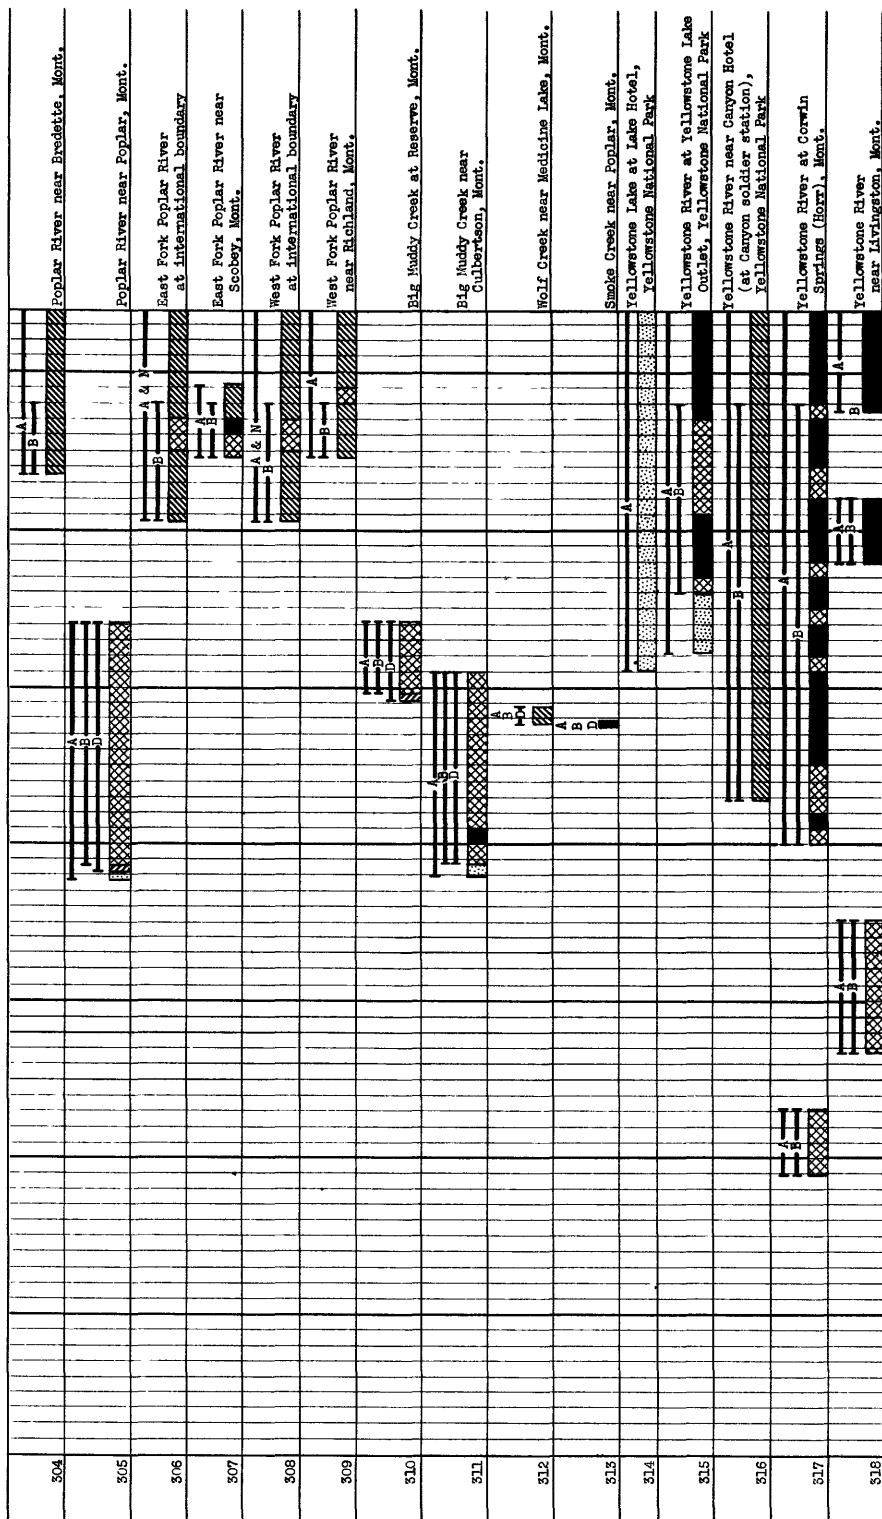 304
A
B
Poplar River near Bredette, Mont.
305
A
B
D
Poplar River near Poplar, Mont.
306
A & N
B
East Fork Poplar River
at international boundary
307
A
B
East Fork Poplar River near
Scobey, Mont.
308
A & N
B
West Fork Poplar River
at international boundary
309
A
B
West Fork Poplar River
near Richland, Mont.
310
A
B
D
Big Muddy Creek at Reserve, Mont.
311
A
B
D
Big Muddy Creek near
Culbertson, Mont.
312
A
B
D
Wolf Creek near Medicine Lake, Mont.
313
A
B
D
Smoke Creek near Poplar, Mont.
314
A
Yellowstone Lake at Lake Hotel,
Yellowstone National Park
315
A
B
Yellowstone River at Yellowstone Lake
Outlet, Yellowstone National Park
316
A
B
Yellowstone River near Canyon Hotel
(at Canyon soldier station),
Yellowstone National Park
317
A
B
A
B
Yellowstone River at Corwin
Springs (Horr), Mont.
318
A
B
A
B
A
B
Yellowstone River
near Livingston, Mont.